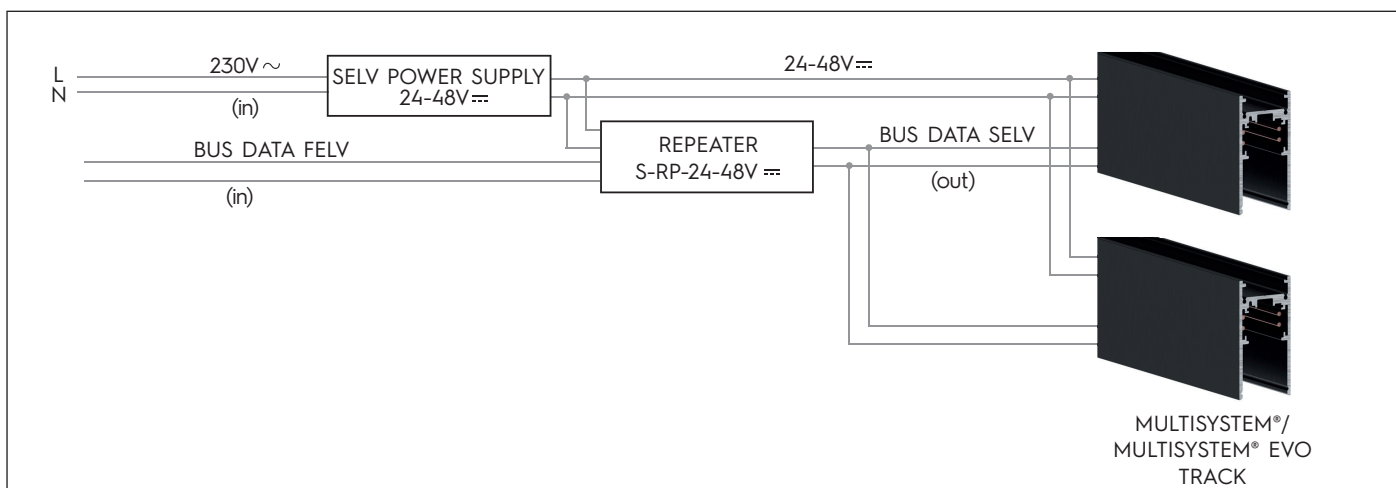 230V ~
24-48V ⎓
L
N
SELV POWER SUPPLY
24-48V ⎓
(in)
BUS DATA FELV
(in)
REPEATER
S-RP-24-48V ⎓
BUS DATA SELV
(out)
MULTISYSTEM®/
MULTISYSTEM® EVO
TRACK